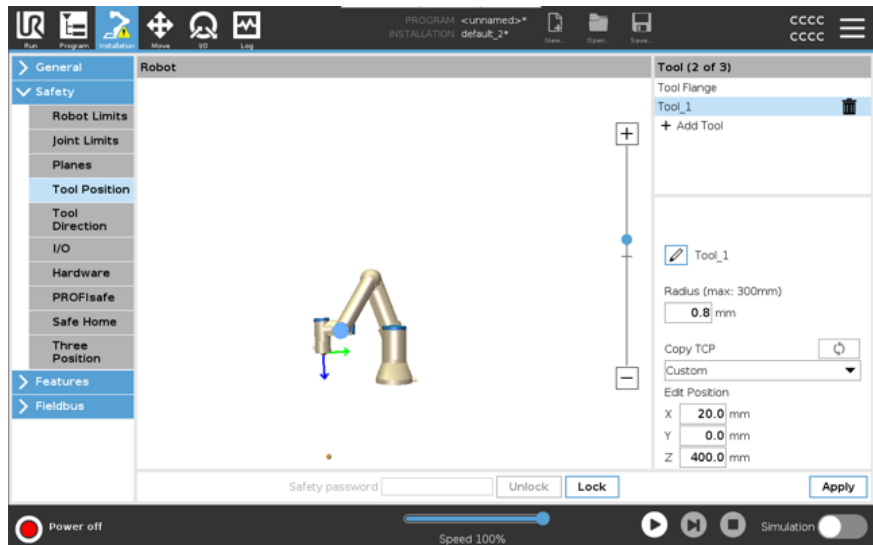 PROGRAM <unnamed>*
INSTALLATION default_2*
UR
Run
Program
Installation
Move
I/O
Log
New...
Open...
Save...
cccc
cccc
General
Safety
Robot Limits
Joint Limits
Planes
Tool Position
Tool
Direction
I/O
Hardware
PROFIsafe
Safe Home
Three
Position
Features
Fieldbus
Robot
+
−
Safety password
Unlock
Lock
Tool (2 of 3)
Tool Flange
Tool_1
+ Add Tool
Tool_1
Radius (max: 300mm)
0.8 mm
Copy TCP
Custom
Edit Position
X 20.0 mm
Y 0.0 mm
Z 400.0 mm
Apply
Power off
Speed 100%
Simulation